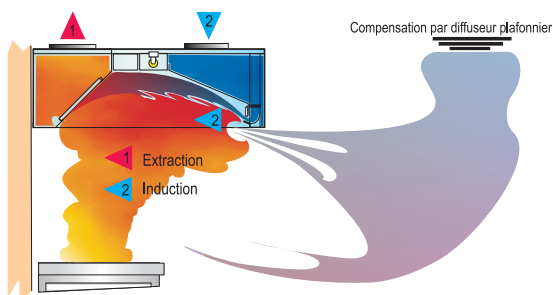 Compensation par diffuseur plafonnier
1
2
2
1 Extraction
2 Induction